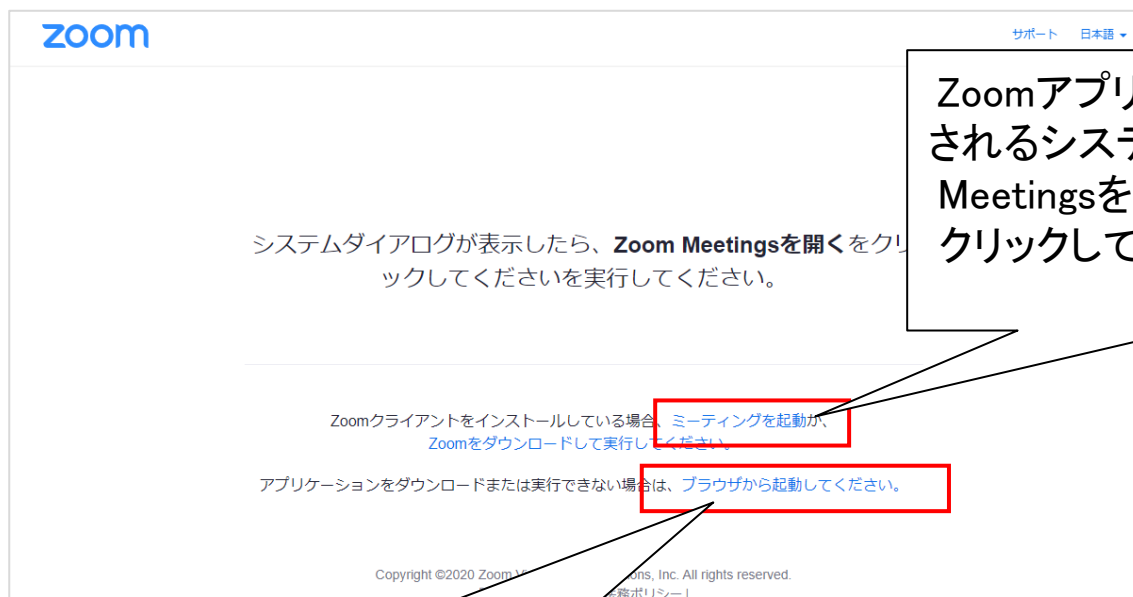 zoom
サポート 日本語
Zoomアプリ
されるシステ
Meetingsを
クリックして
システムダイアログが表示したら、Zoom Meetingsを開くをクリ
ックしてくださいを実行してください。
Zoomクライアントをインストールしている場合、ミーティングを起動か、
Zoomをダウンロードして実行してください。
アプリケーションをダウンロードまたは実行できない場合は、ブラウザから起動してください。
Copyright ©2020 Zoom ons, Inc. All rights reserved.
務ポリシー |